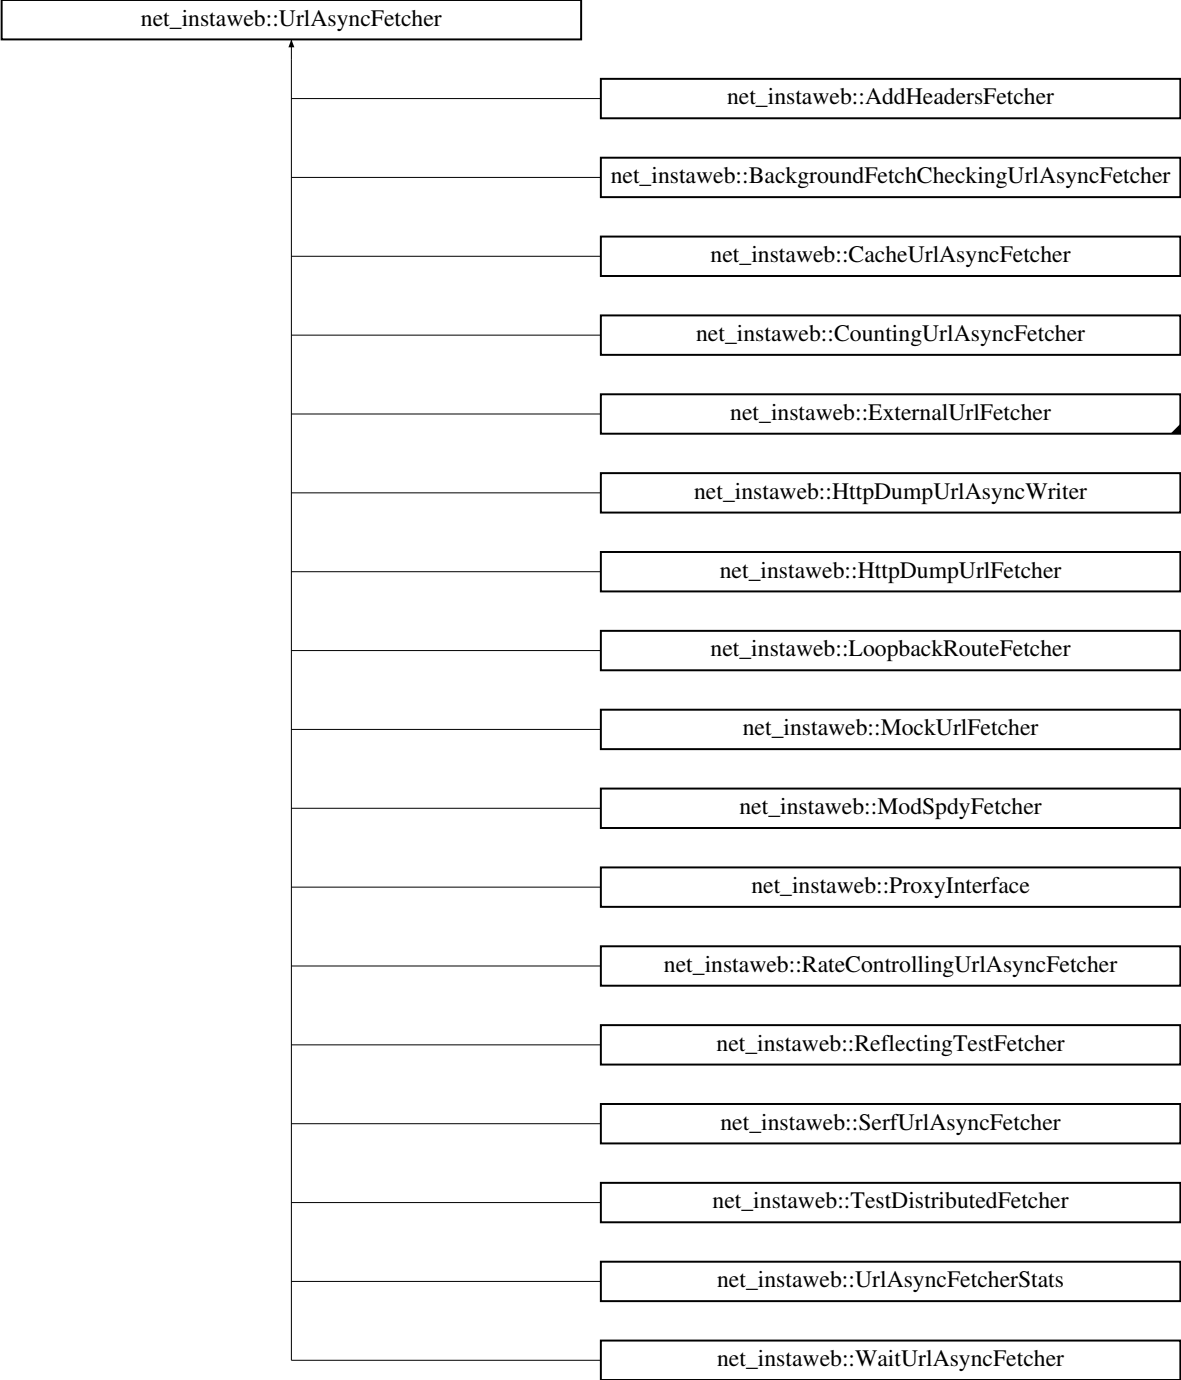 net_instaweb::UrlAsyncFetcher
net_instaweb::AddHeadersFetcher
net_instaweb::BackgroundFetchCheckingUrlAsyncFetcher
net_instaweb::CacheUrlAsyncFetcher
net_instaweb::CountingUrlAsyncFetcher
net_instaweb::ExternalUrlFetcher
net_instaweb::HttpDumpUrlAsyncWriter
net_instaweb::HttpDumpUrlFetcher
net_instaweb::LoopbackRouteFetcher
net_instaweb::MockUrlFetcher
net_instaweb::ModSpdyFetcher
net_instaweb::ProxyInterface
net_instaweb::RateControllingUrlAsyncFetcher
net_instaweb::ReflectingTestFetcher
net_instaweb::SerfUrlAsyncFetcher
net_instaweb::TestDistributedFetcher
net_instaweb::UrlAsyncFetcherStats
net_instaweb::WaitUrlAsyncFetcher